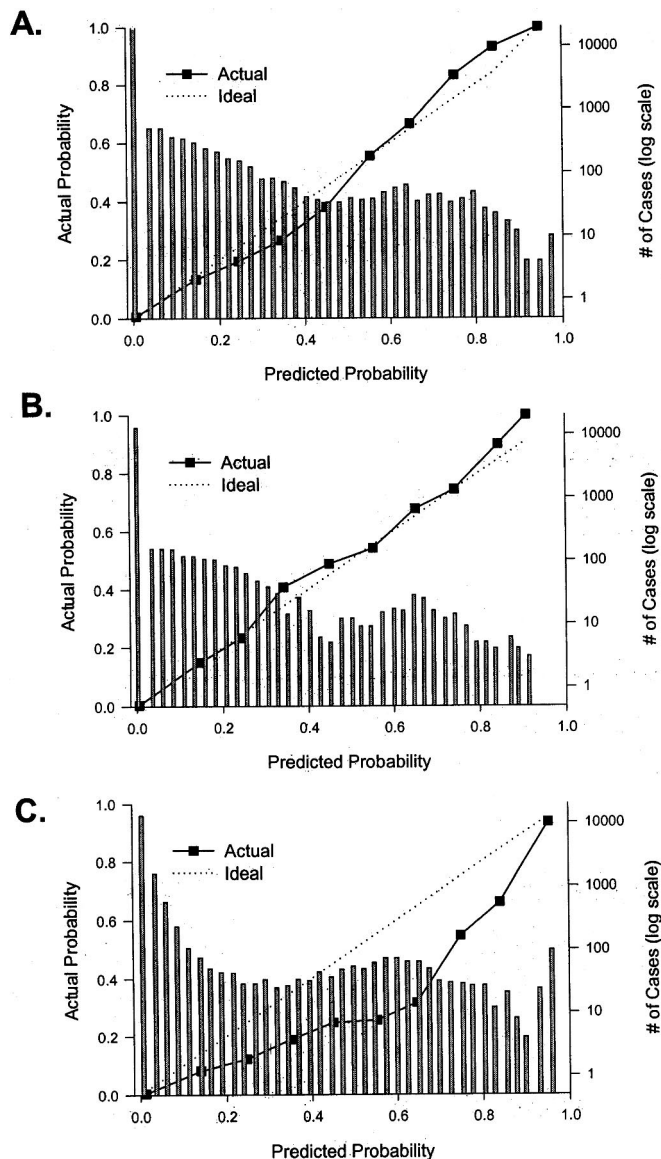 A.
1.0
0.8
0.6
0.4
0.2
0.0
Actual Probability
Actual
Ideal
10000
1000
100
10
1
# of Cases (log scale)
0.0 0.2 0.4 0.6 0.8 1.0
Predicted Probability
B.
1.0
0.8
0.6
0.4
0.2
0.0
Actual Probability
Actual
Ideal
10000
1000
100
10
1
# of Cases (log scale)
0.0 0.2 0.4 0.6 0.8 1.0
Predicted Probability
C.
1.0
0.8
0.6
0.4
0.2
0.0
Actual Probability
Actual
Ideal
10000
1000
100
10
1
# of Cases (log scale)
0.0 0.2 0.4 0.6 0.8 1.0
Predicted Probability